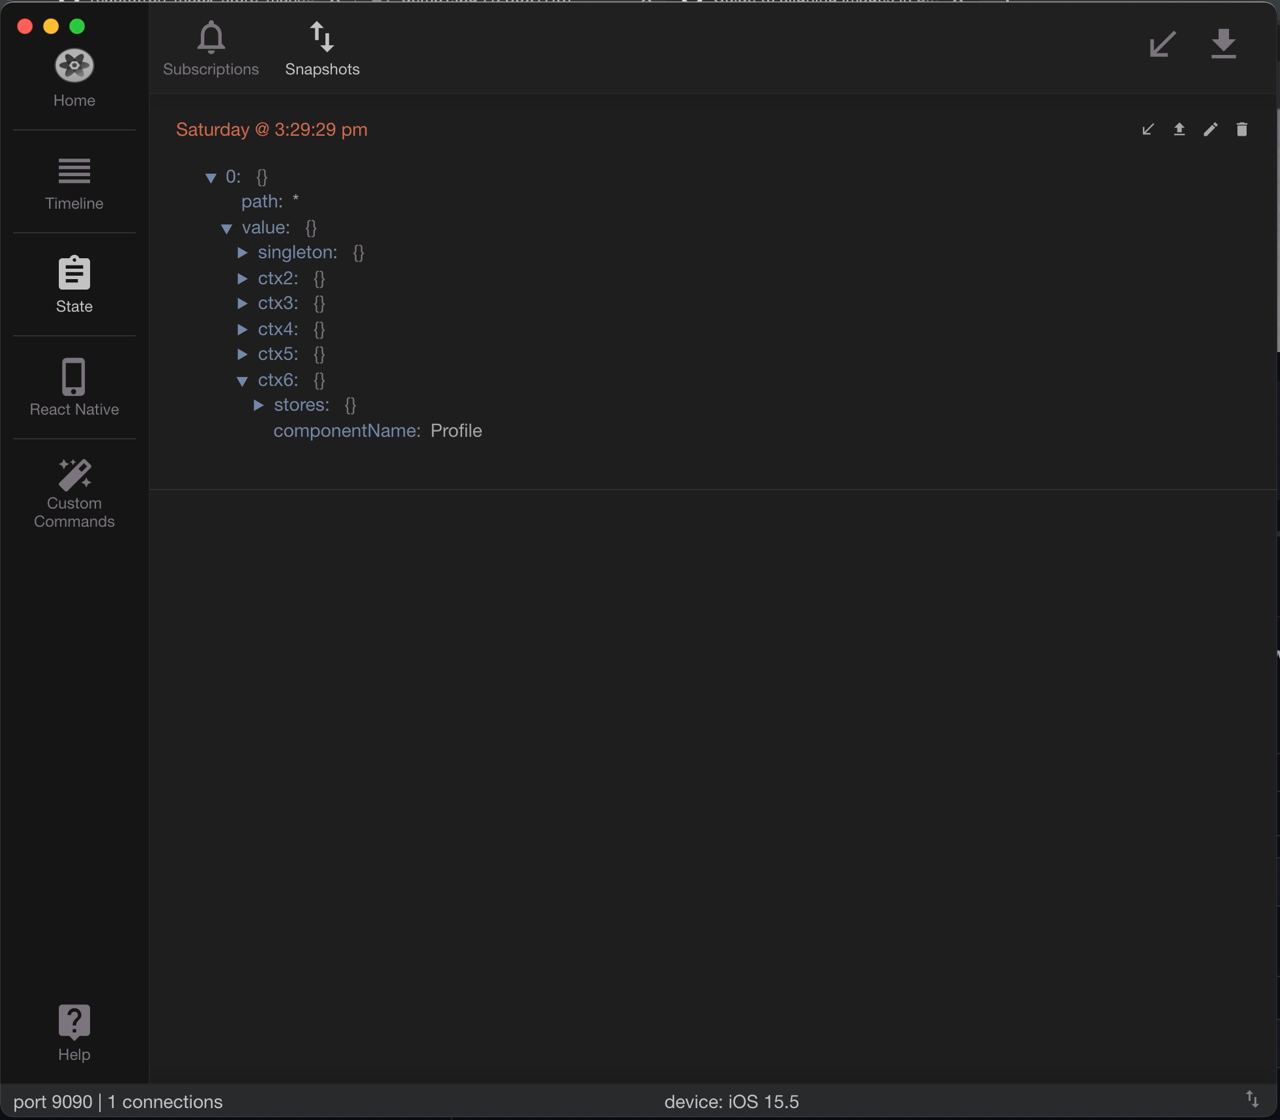 Subscriptions
Snapshots
Home
Timeline
State
React Native
Custom
Commands
Help
Saturday @ 3:29:29 pm
0: {}
path: *
value: {}
singleton: {}
ctx2: {}
ctx3: {}
ctx4: {}
ctx5: {}
ctx6: {}
stores: {}
componentName: Profile
port 9090 | 1 connections
device: iOS 15.5